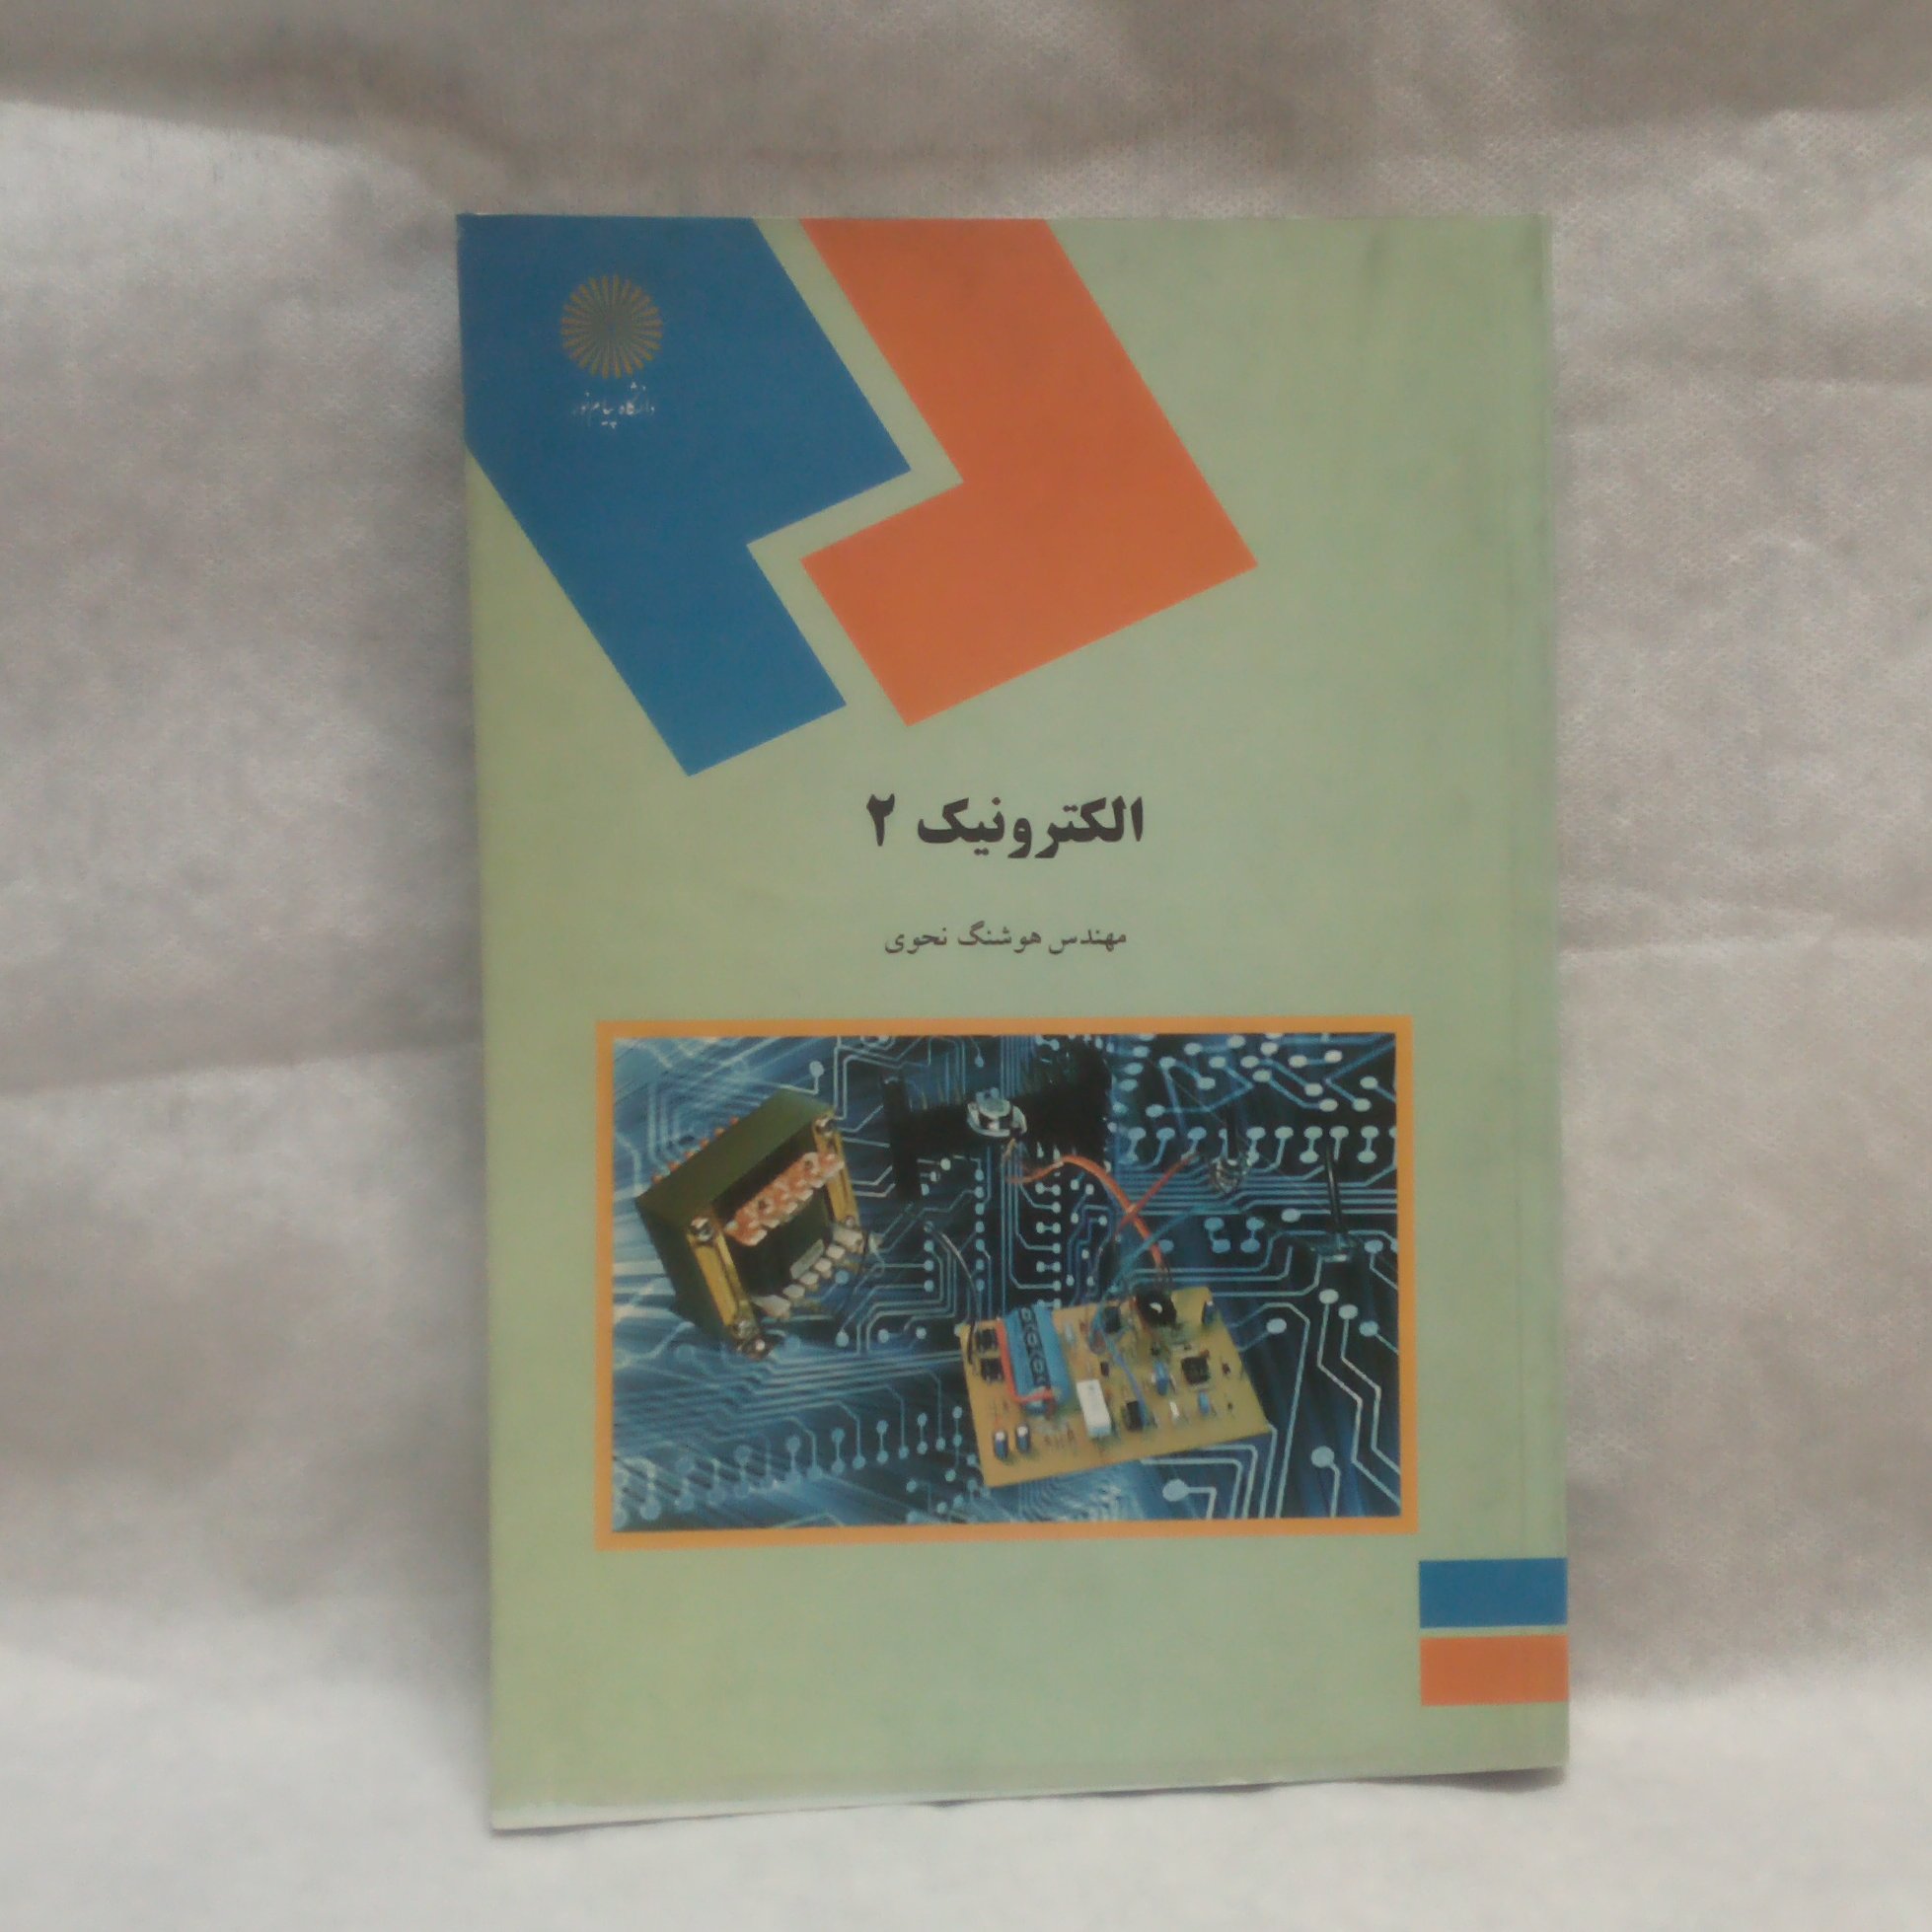 دانشگاه پیام نور
الکترونیک ۲
مهندس هوشنگ نحوی